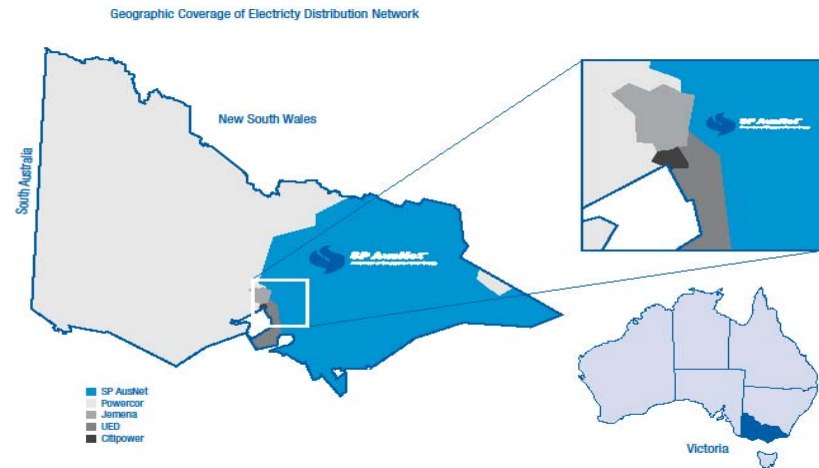 Geographic Coverage of Electricty Distribution Network
New South Wales
South Australia
SP AusNet
SP AusNet
SP AusNet
Powercor
Jemena
UED
Citipower
Victoria